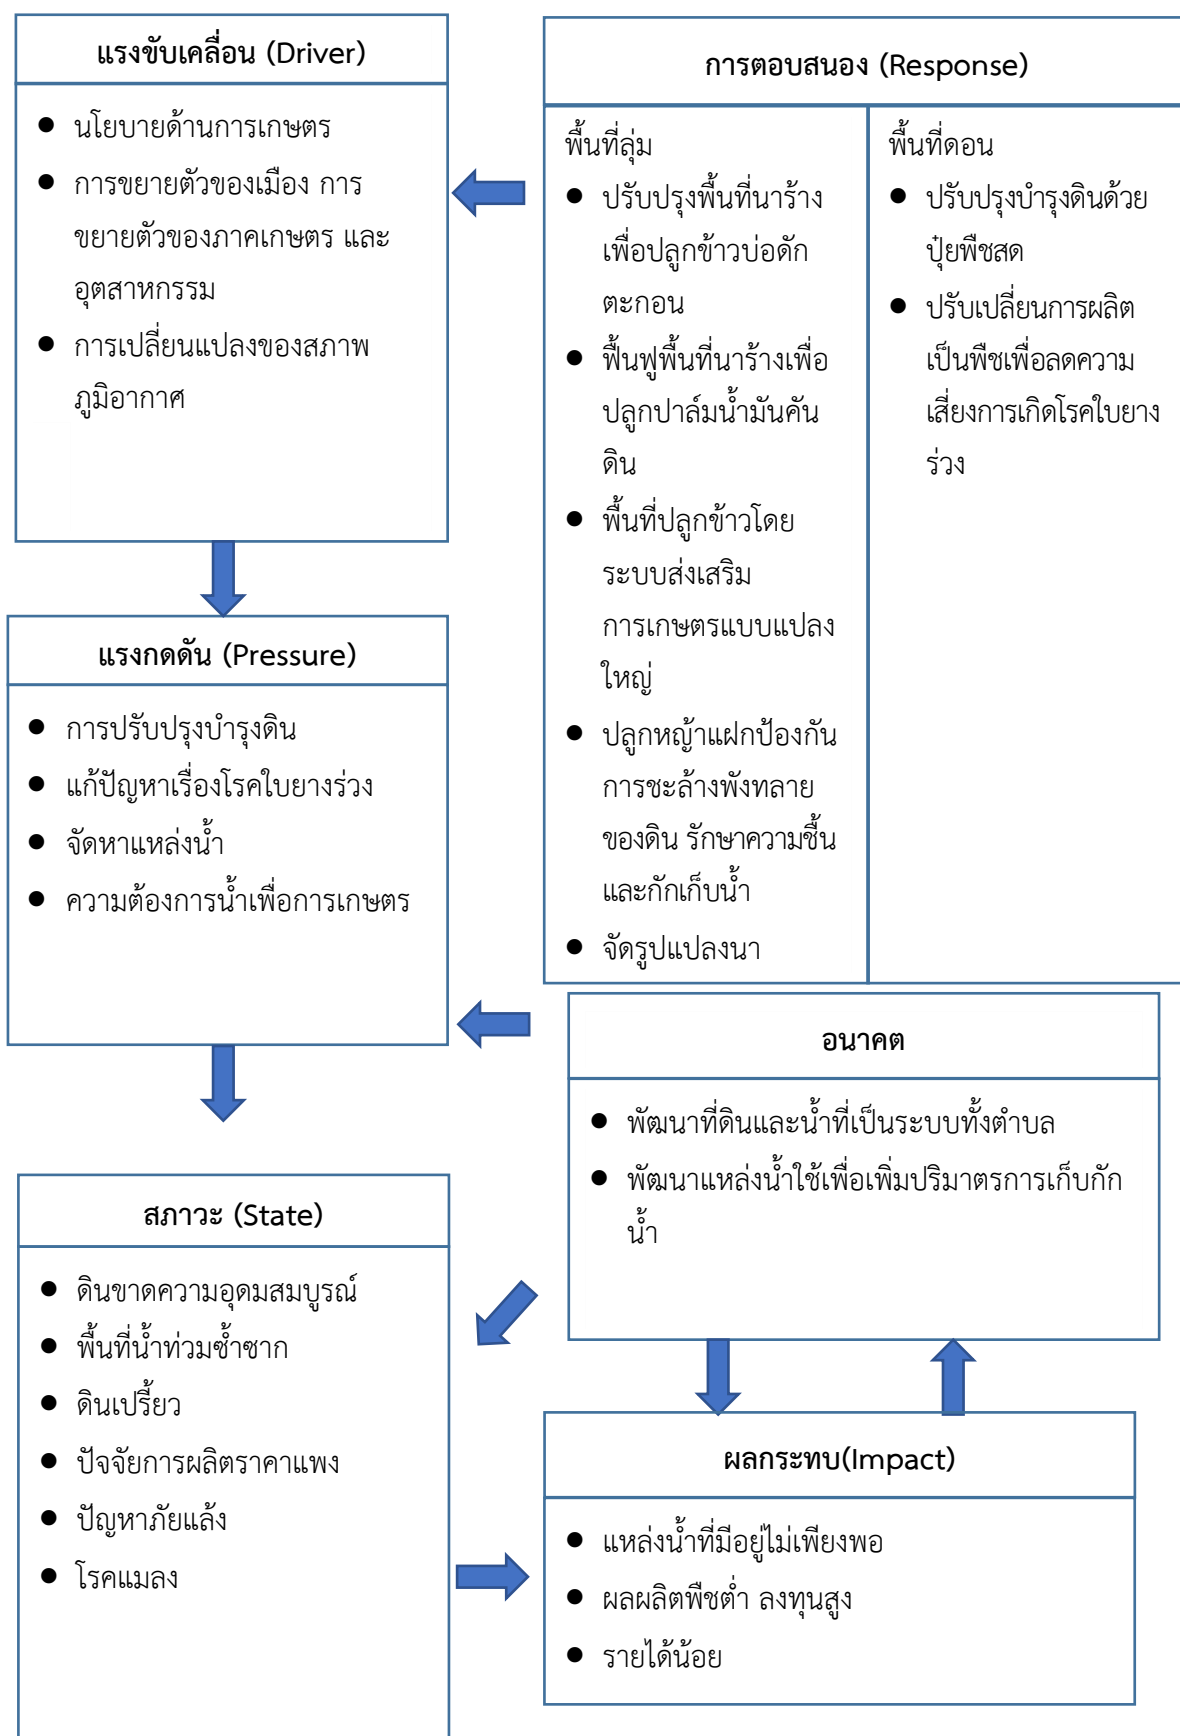 แรงขับเคลื่อน (Driver)
● นโยบายด้านการเกษตร
● การขยายตัวของเมือง การ
ขยายตัวของภาคเกษตร และ
อุตสาหกรรม
● การเปลี่ยนแปลงของสภาพ
ภูมิอากาศ
การตอบสนอง (Response)
พื้นที่ลุ่ม
● ปรับปรุงพื้นที่นาร้าง
เพื่อปลูกข้าวบ่อดัก
ตะกอน
● ฟื้นฟูพื้นที่นาร้างเพื่อ
ปลูกปาล์มน้ำมันคัน
ดิน
● พื้นที่ปลูกข้าวโดย
ระบบส่งเสริม
การเกษตรแบบแปลง
ใหญ่
● ปลูกหญ้าแฝกป้องกัน
การชะล้างพังทลาย
ของดิน รักษาความชื้น
และกักเก็บน้ำ
● จัดรูปแปลงนา
พื้นที่ดอน
● ปรับปรุงบำรุงดินด้วย
ปุ๋ยพืชสด
● ปรับเปลี่ยนการผลิต
เป็นพืชเพื่อลดความ
เสี่ยงการเกิดโรคใบยาง
ร่วง
แรงกดดัน (Pressure)
● การปรับปรุงบำรุงดิน
● แก้ปัญหาเรื่องโรคใบยางร่วง
● จัดหาแหล่งน้ำ
● ความต้องการน้ำเพื่อการเกษตร
อนาคต
● พัฒนาที่ดินและน้ำที่เป็นระบบทั้งตำบล
● พัฒนาแหล่งน้ำใช้เพื่อเพิ่มปริมาตรการเก็บกัก
น้ำ
สภาวะ (State)
● ดินขาดความอุดมสมบูรณ์
● พื้นที่น้ำท่วมซ้ำซาก
● ดินเปรี้ยว
● ปัจจัยการผลิตราคาแพง
● ปัญหาภัยแล้ง
● โรคแมลง
ผลกระทบ(Impact)
● แหล่งน้ำที่มีอยู่ไม่เพียงพอ
● ผลผลิตพืชต่ำ ลงทุนสูง
● รายได้น้อย